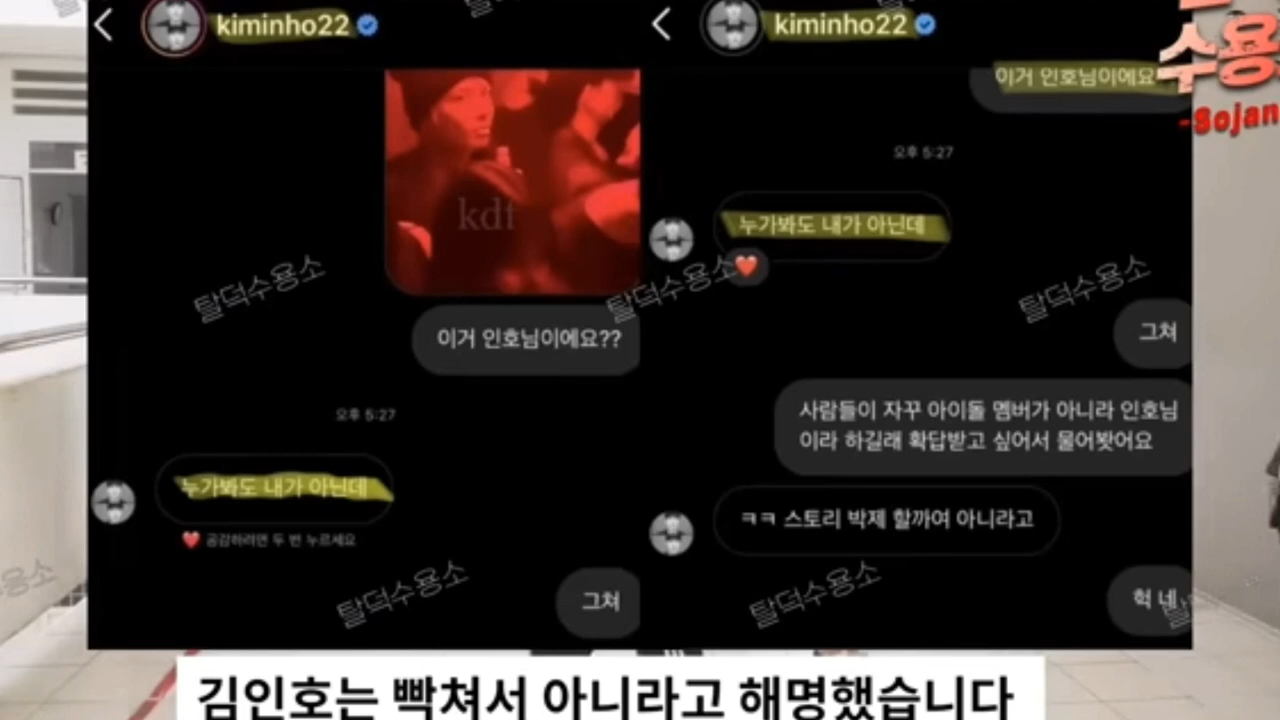 kiminho22
kdf
이거 인호님이에요??
오후 5:27
누가봐도 내가 아닌데
공감하려면 두 번 누르세요
그쳐
kiminho22
이거 인호님이에요
오후 5:27
누가봐도 내가 아닌데
그쳐
사람들이 자꾸 아이돌 멤버가 아니라 인호님
이라 하길래 확답받고 싶어서 물어봣어요
ㅋㅋ 스토리 박제 할까여 아니라고
헉 네
수용
-Sojan
탈덕수용소
탈덕수용소
탈덕수용소
탈덕수용소
탈덕수용소
김인호는 빡쳐서 아니라고 해명했습니다